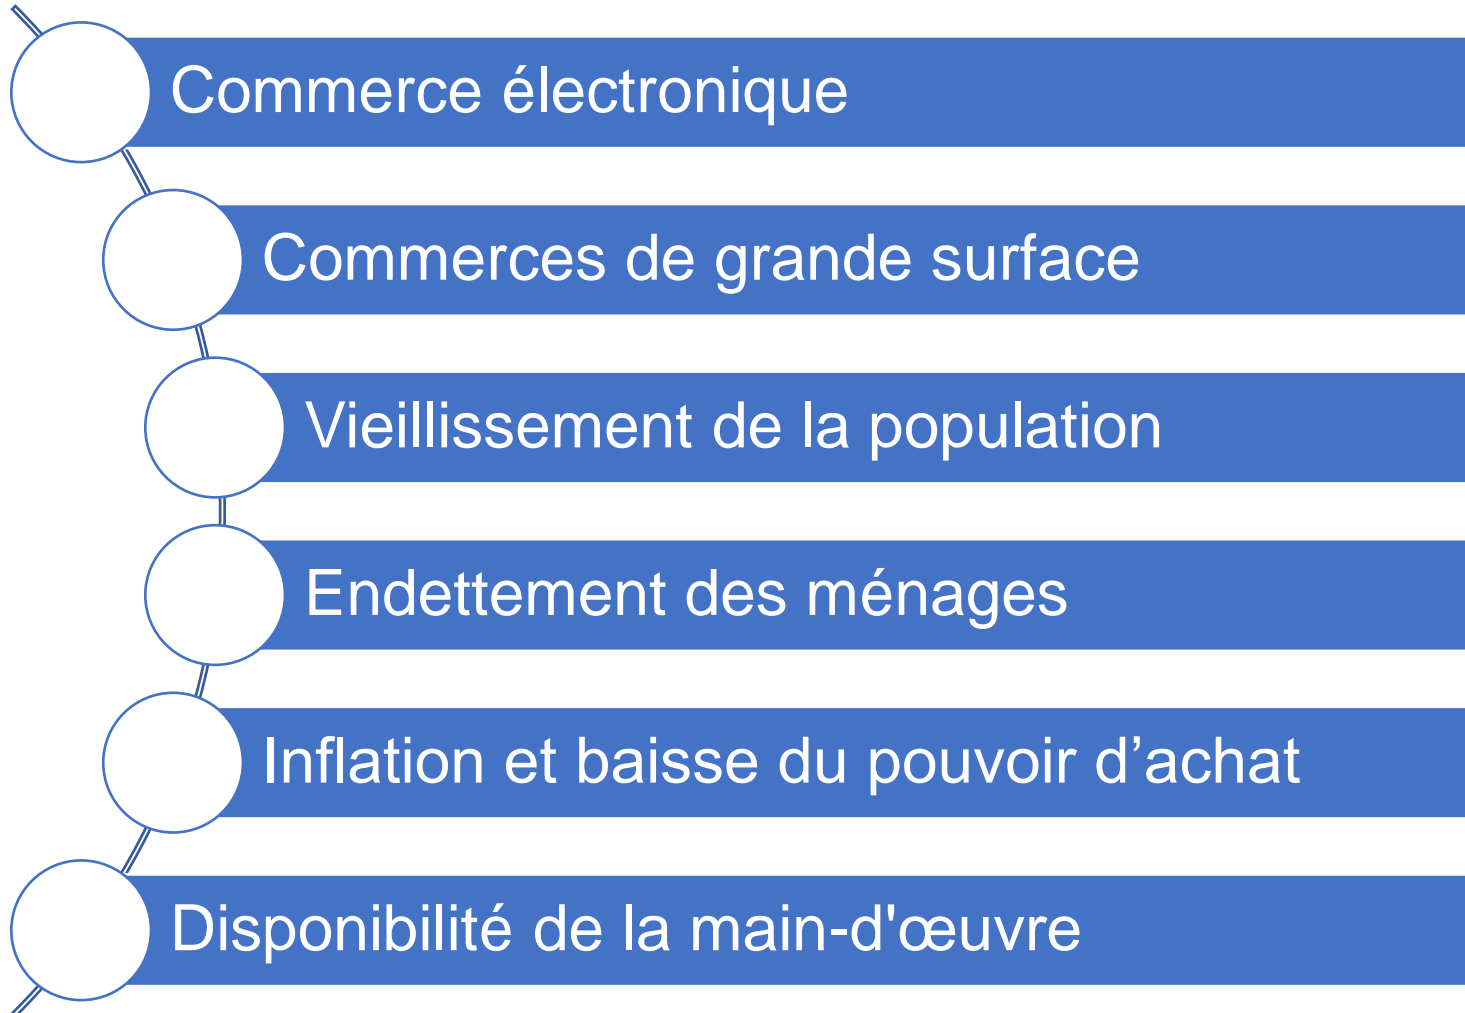 Commerce électronique
Commerces de grande surface
Vieillissement de la population
Endettement des ménages
Inflation et baisse du pouvoir d’achat
Disponibilité de la main-d'œuvre